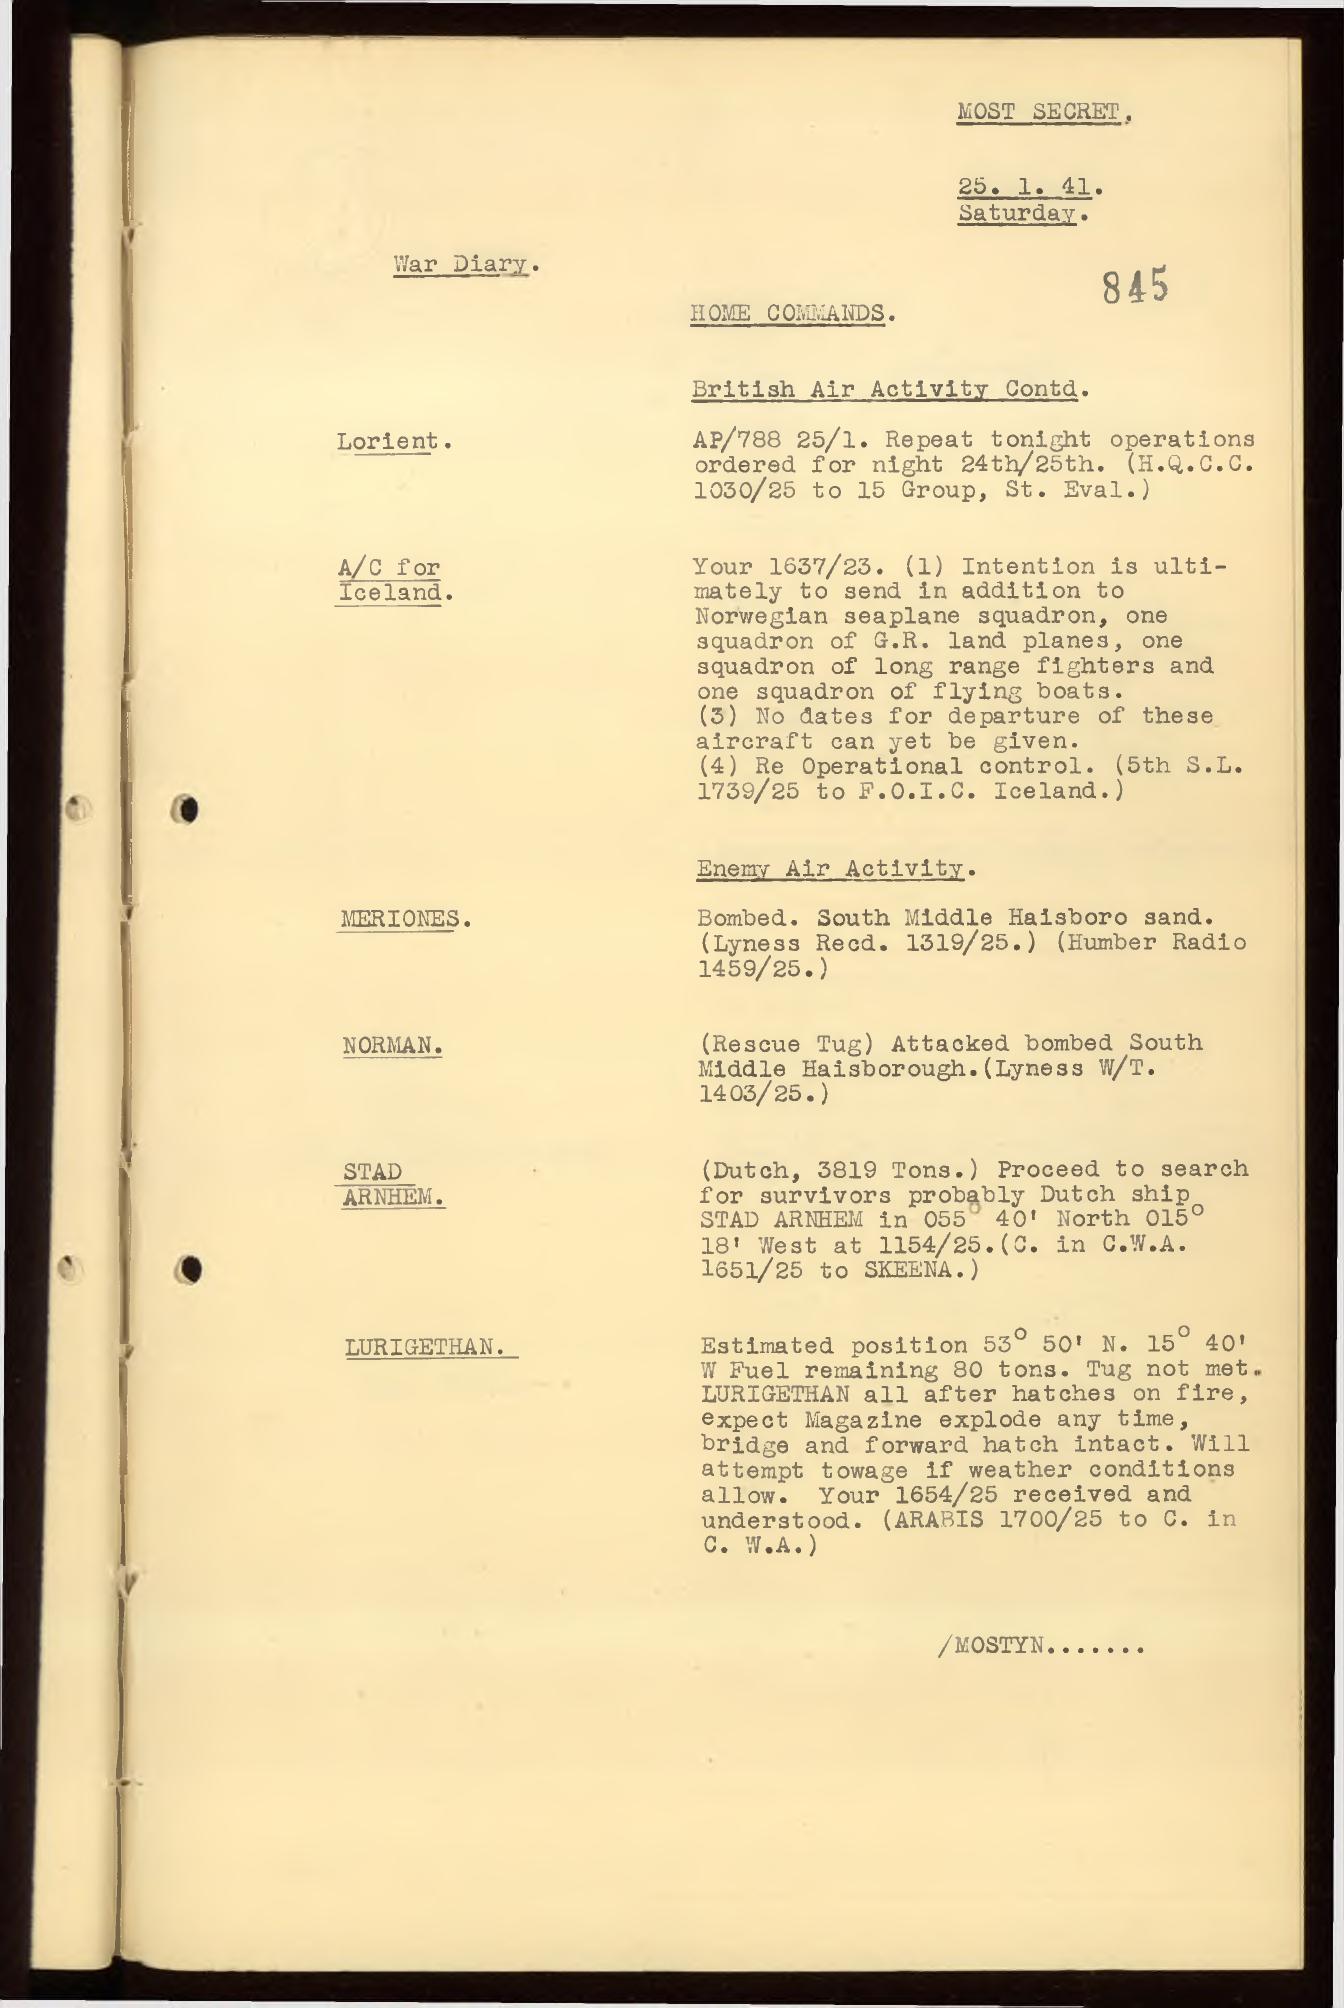 MOST SECRET.
25. 1. 41.
Saturday.
War Diary.
845
HOME COMMANDS.
British Air Activity Contd.
Lorient.
AP/788 25/1. Repeat tonight operations
ordered for night 24th/25th. (H.Q.C.C.
1030/25 to 15 Group, St. Eval.)
A/C for
Iceland.
Your 1637/23. (1) Intention is ulti-
mately to send in addition to
Norwegian seaplane squadron, one
squadron of G.R. land planes, one
squadron of long range fighters and
one squadron of flying boats.
(3) No dates for departure of these
aircraft can yet be given.
(4) Re Operational control. (5th S.L.
1739/25 to F.O.I.C. Iceland.)
Enemy Air Activity.
MERIONES.
Bombed. South Middle Haisboro sand.
(Lyness Recd. 1319/25.) (Humber Radio
1459/25.)
NORMAN.
(Rescue Tug) Attacked bombed South
Middle Haisborough.(Lyness W/T.
1403/25.)
STAD
ARNHEM.
(Dutch, 3819 Tons.) Proceed to search
for survivors probably Dutch ship
STAD ARNHEM in 055° 40' North 015°
18' West at 1154/25.(C. in C.W.A.
1651/25 to SKEENA.)
LURIGETHAN.
Estimated position 53° 50' N. 15° 40'
W Fuel remaining 80 tons. Tug not met.
LURIGETHAN all after hatches on fire,
expect Magazine explode any time,
bridge and forward hatch intact. Will
attempt towage if weather conditions
allow. Your 1654/25 received and
understood. (ARABIS 1700/25 to C. in
C. W.A.)
/MOSTYN.......